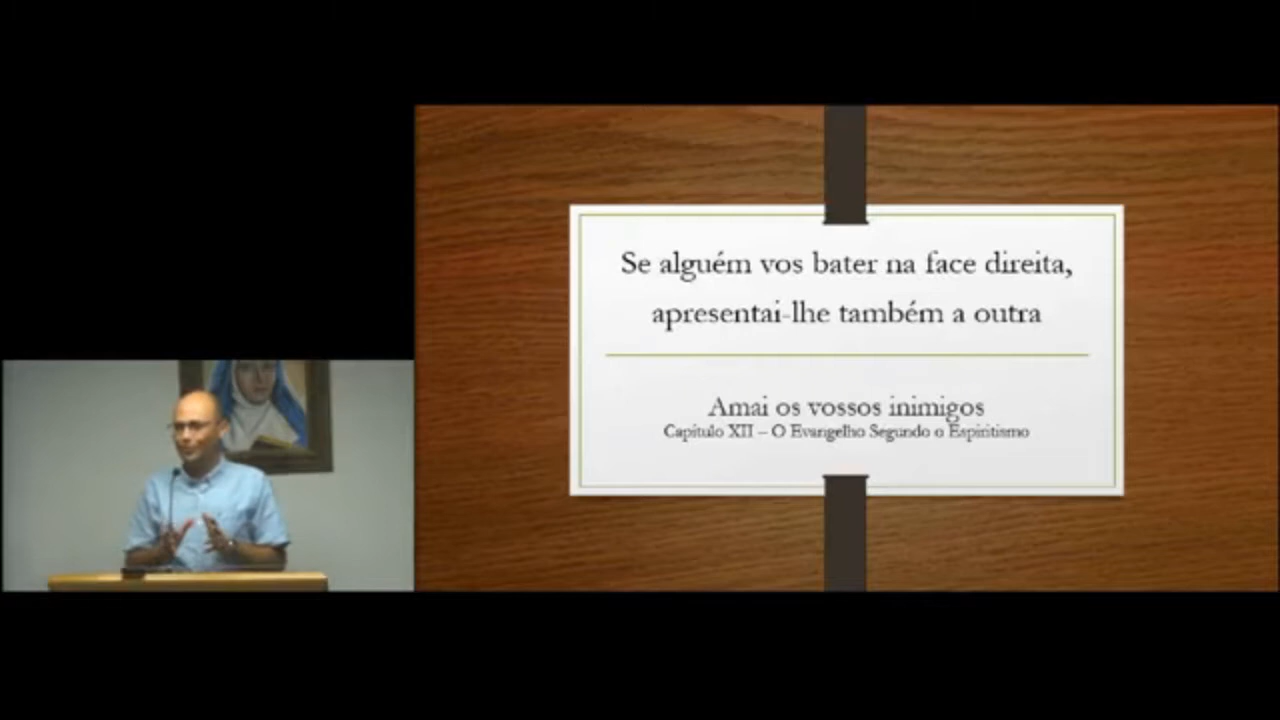 Se alguém vos bater na face direita,
apresentai-lhe também a outra
Amai os vossos inimigos
Capítulo XII – O Evangelho Segundo o Espiritismo